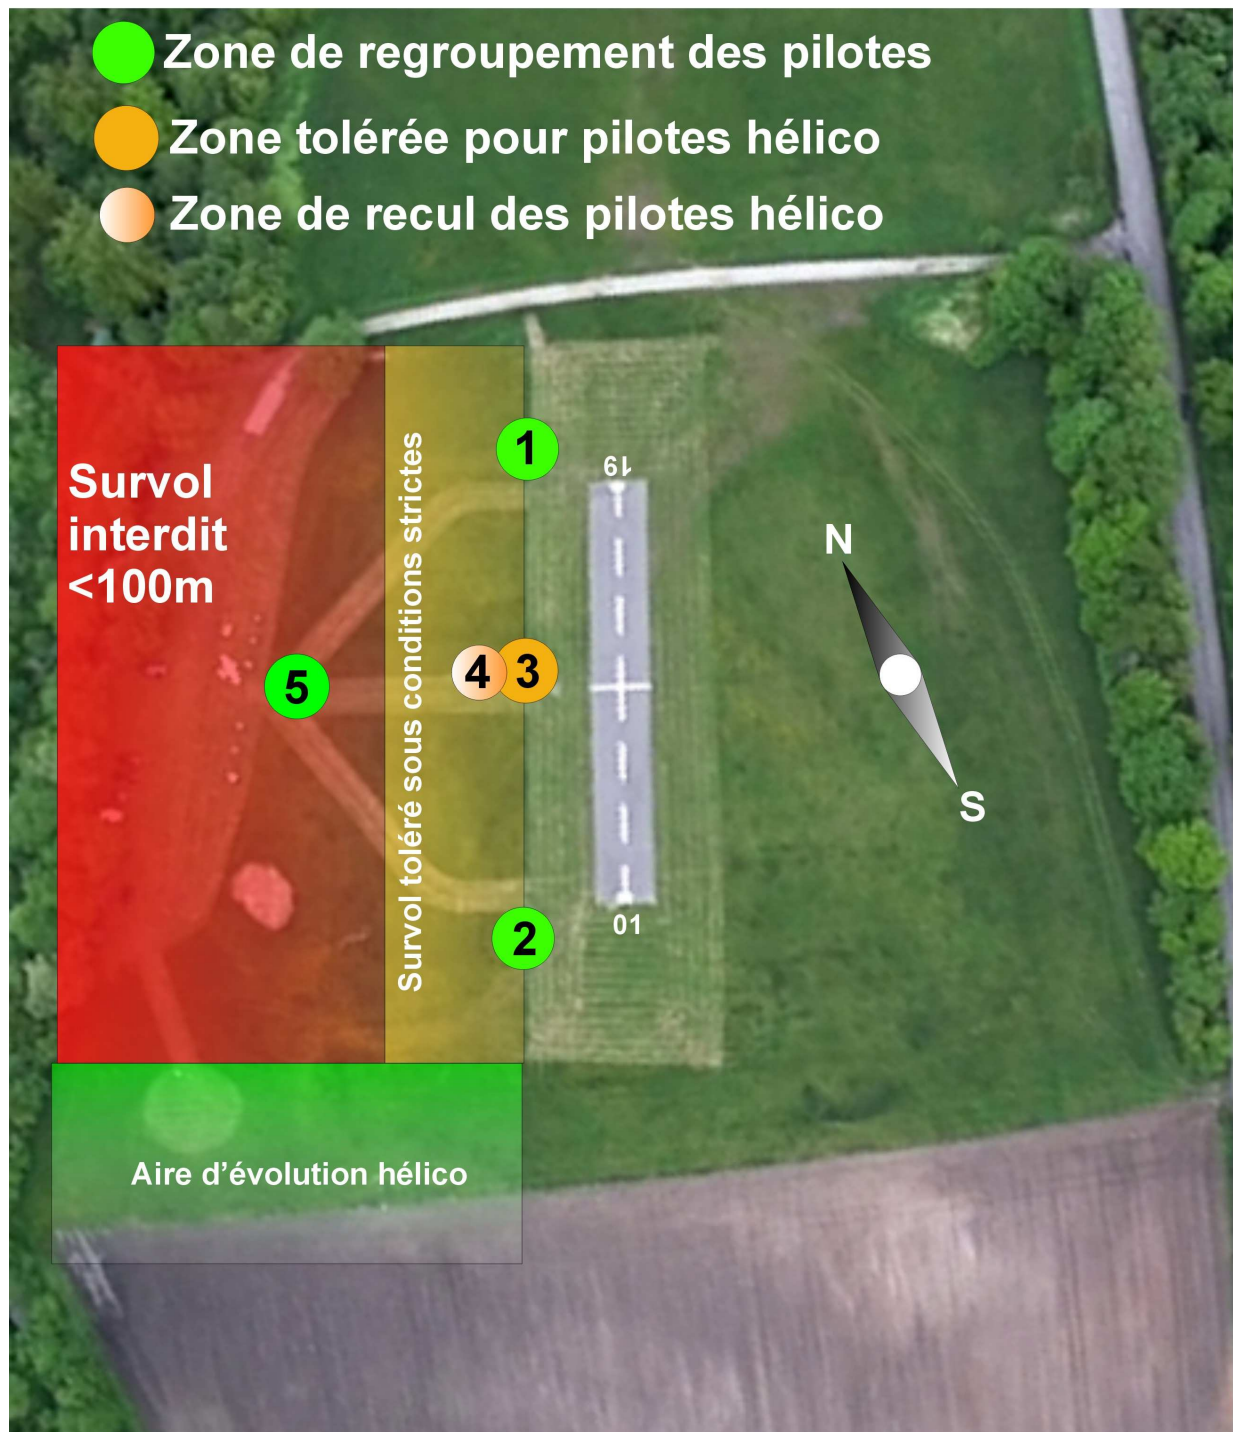 Zone de regroupement des pilotes
Zone tolérée pour pilotes hélico
Zone de recul des pilotes hélico
Survol
interdit
<100m
Survol toléré sous conditions strictes
1
19
N
4
3
5
S
2
01
Aire d’évolution hélico